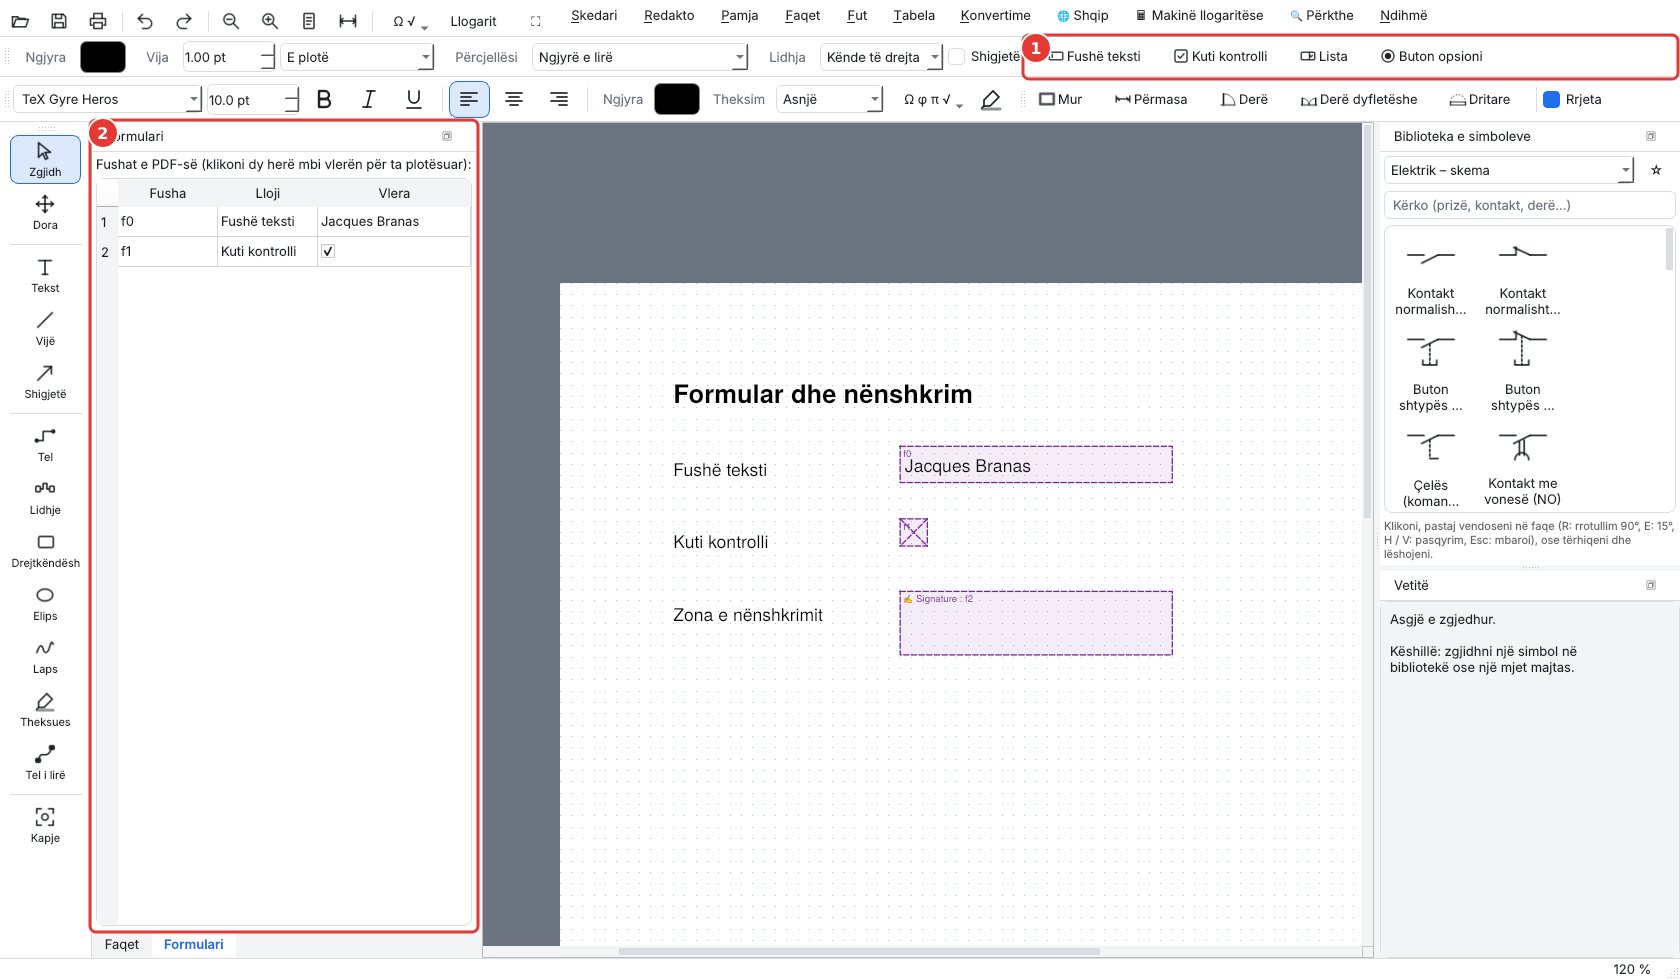 Ω √
Llogarit
Skedari
Redakto
Pamja
Faqet
Fut
Tabela
Konvertime
Shqip
Makinë llogaritëse
Përkthe
Ndihmë
Ngjyra
Vija
1.00 pt
E plotë
Përcjellësi
Ngjyrë e lirë
Lidhja
Kënde të drejta
Shigjetë
1
Fushë teksti
Kuti kontrolli
Lista
Buton opsioni
TeX Gyre Heros
10.0 pt
B
I
U
Ngjyra
Theksim
Asnjë
Ω φ π √
Mur
Përmasa
Derë
Derë dyfletëshe
Dritare
Rrjeta
Zgjidh
Dora
Tekst
Vijë
Shigjetë
Tel
Lidhje
Drejtkëndësh
Elips
Laps
Theksues
Tel i lirë
Kapje
2
ormulari
Fushat e PDF-së (klikoni dy herë mbi vlerën për ta plotësuar):
Fusha Lloji Vlera
1 f0 Fushë teksti Jacques Branas
2 f1 Kuti kontrolli
Faqet
Formulari
Formular dhe nënshkrim
Fushë teksti
f0
Jacques Branas
Kuti kontrolli
Zona e nënshkrimit
Signature : f2
Biblioteka e simboleve
Elektrik – skema
Kërko (prizë, kontakt, derë...)
Kontakt
normalish...
Kontakt
normalisht...
Buton
shtypës ...
Buton
shtypës ...
Çelës
(koman...
Kontakt me
vonesë (NO)
Klikoni, pastaj vendoseni në faqe (R: rrotullim 90°, E: 15°,
H / V: pasqyrim, Esc: mbaroi), ose tërhiqeni dhe
lëshojeni.
Vetitë
Asgjë e zgjedhur.
Këshillë: zgjidhni një simbol në
bibliotekë ose një mjet majtas.
120 %